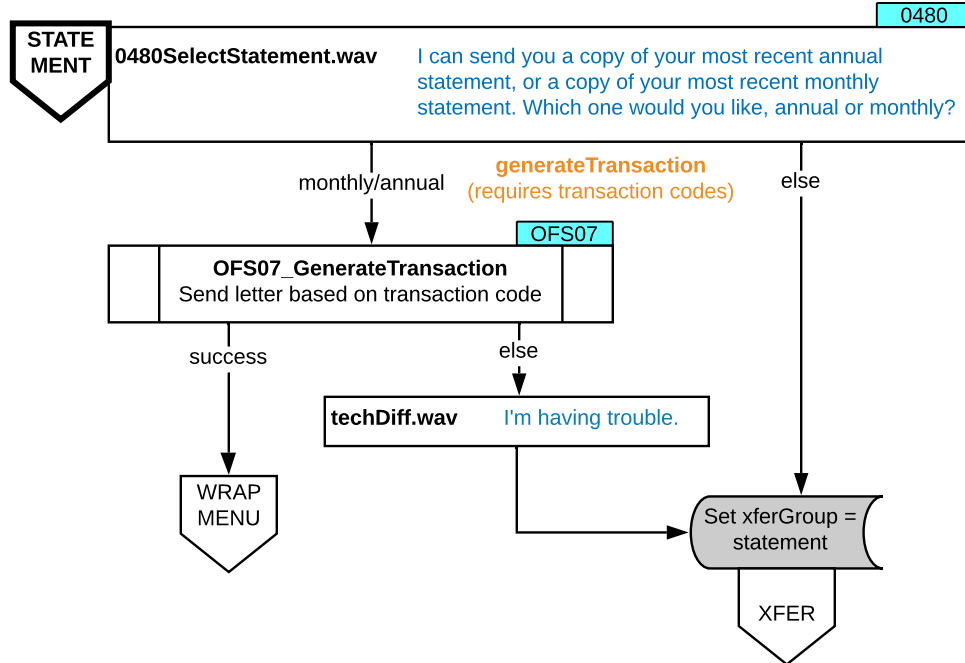 0480
STATE
MENT
0480SelectStatement.wav
I can send you a copy of your most recent annual
statement, or a copy of your most recent monthly
statement. Which one would you like, annual or monthly?
monthly/annual
generateTransaction
(requires transaction codes)
else
OFS07
OFS07_GenerateTransaction
Send letter based on transaction code
success
else
techDiff.wav I'm having trouble.
WRAP
MENU
Set xferGroup =
statement
XFER